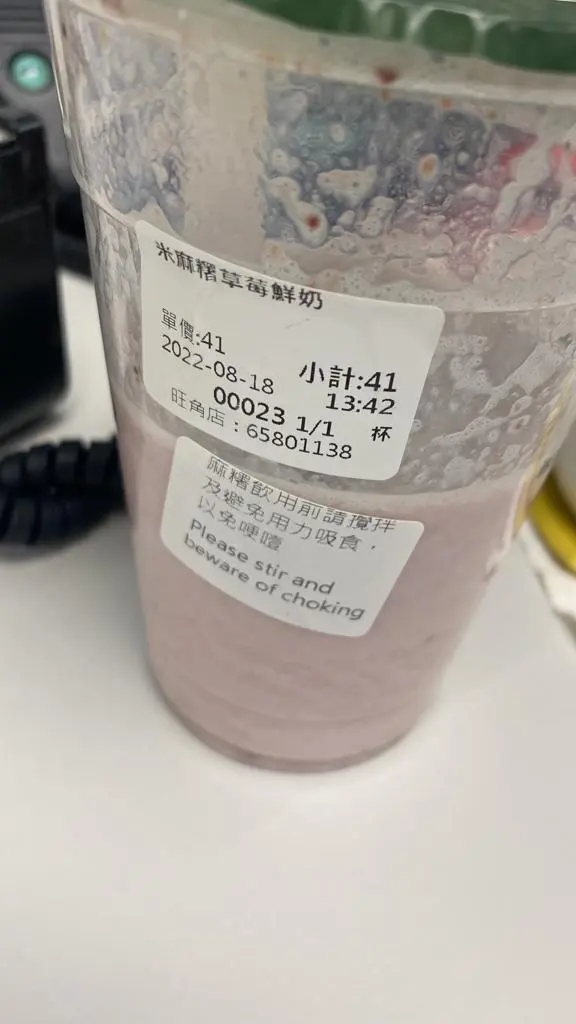 米麻糬草莓鮮奶
單價:41
小計:41
2022-08-18
13:42
00023 1/1 杯
旺角店：65801138
麻糬飲用前請攪拌
及避免用力吸食，
以免哽噎
Please stir and
beware of choking